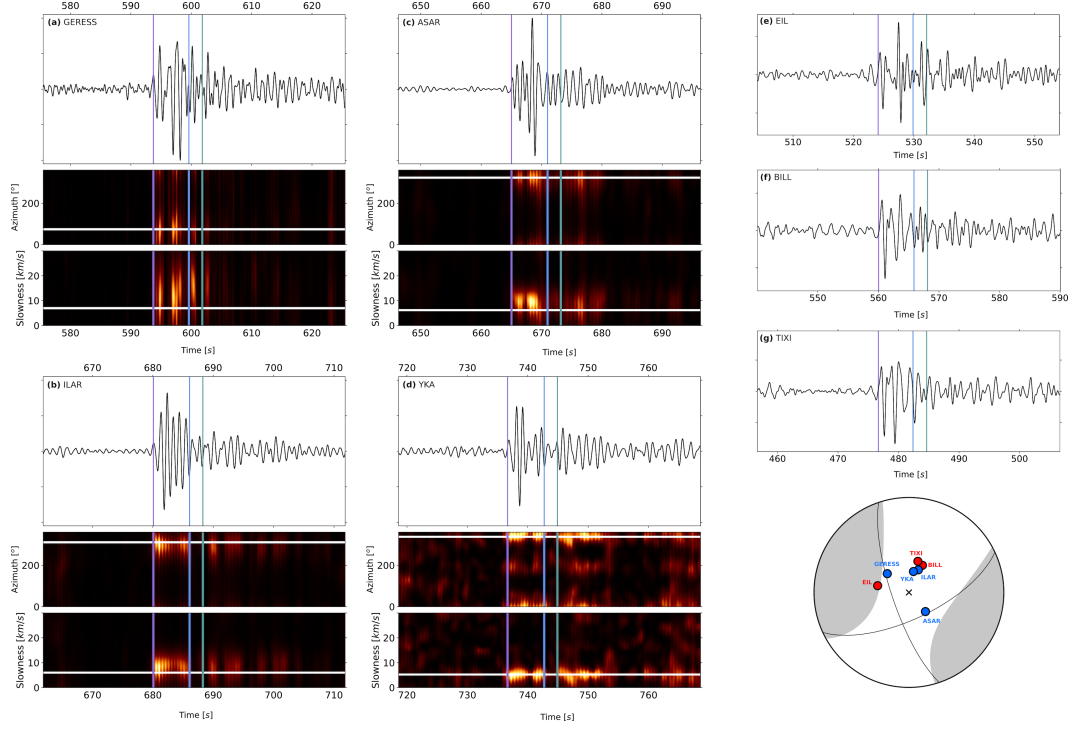 580 600 620
(a) GERESS
Azimuth [°]
200
0
Slowness [km/s]
20
10
0
580 590 600 610 620
Time [s]
640 660 680
(c) ASAR
Azimuth [°]
200
0
Slowness [km/s]
20
10
0
650 660 670 680 690
Time [s]
670 680 690 700 710
(b) ILAR
Azimuth [°]
200
0
Slowness [km/s]
20
10
0
670 680 690 700 710
Time [s]
720 730 740 750 760
(d) YKA
Azimuth [°]
200
0
Slowness [km/s]
20
10
0
720 730 740 750 760
Time [s]
(e) EIL
510 520 530 540 550
Time [s]
(f) BILL
550 560 570 580 590
Time [s]
(g) TIXI
460 470 480 490 500
Time [s]
TIXI
GERESS
BILL
YKA
ILAR
EIL
ASAR